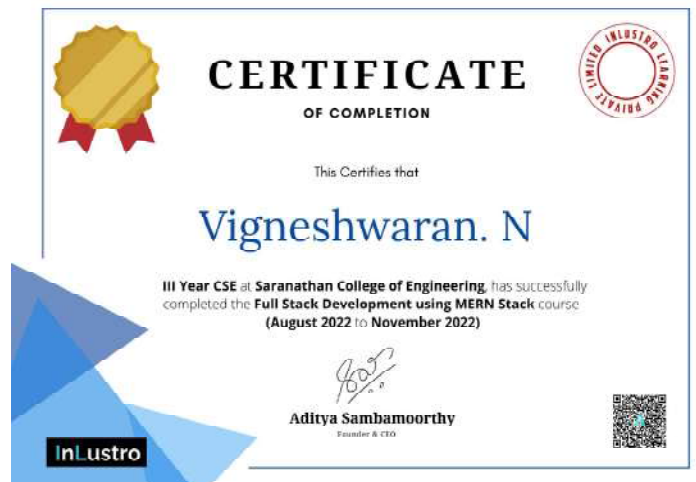 CERTIFICATE
INLUSTRO LEARNING PRIVATE LIMITED
OF COMPLETION
This Certifies that
Vigneshwaran. N
III Year CSE at Saranathan College of Engineering, has successfully
completed the Full Stack Development using MERN Stack course
(August 2022 to November 2022)
Aditya Sambamoorthy
Founder & CEO
InLustro